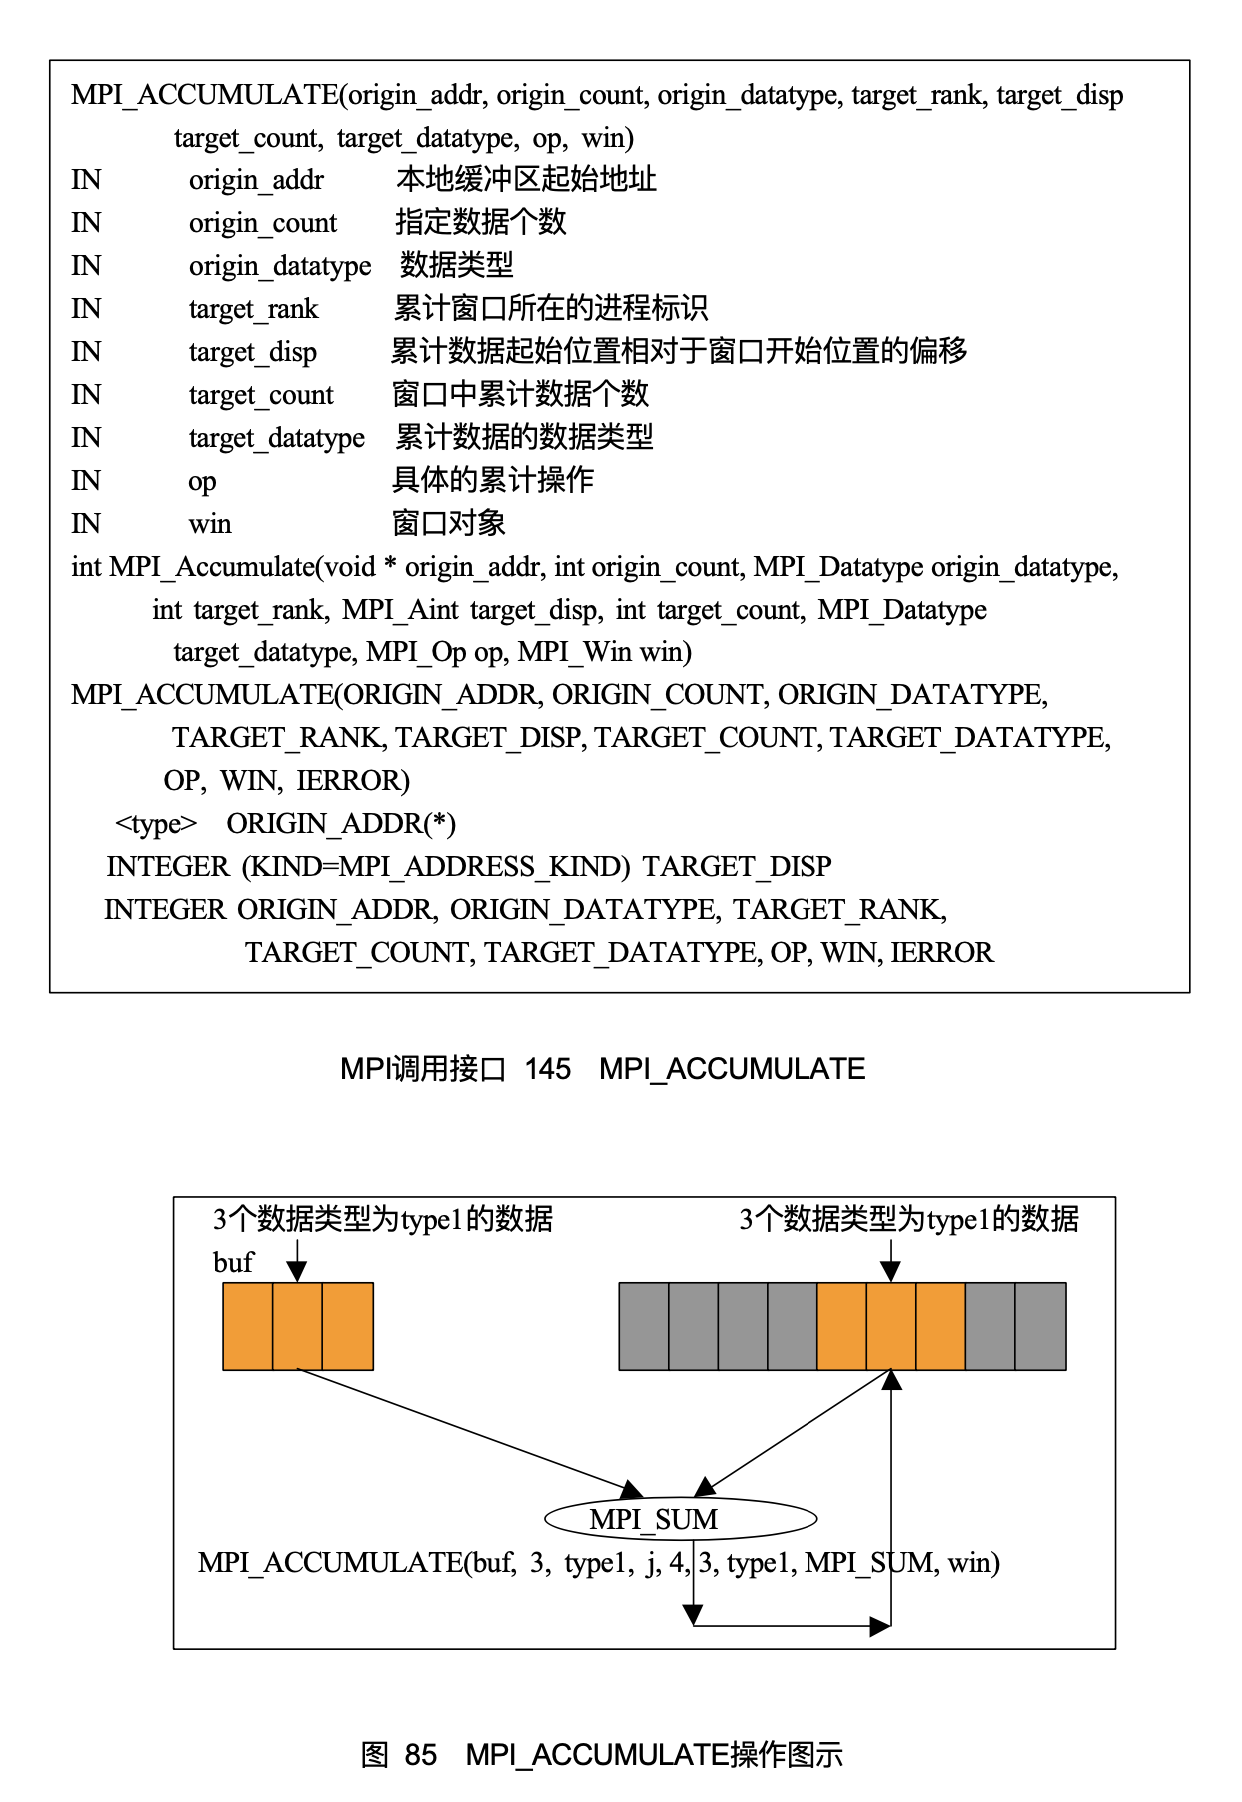 MPI_ACCUMULATE(origin_addr, origin_count, origin_datatype, target_rank, target_disp
target_count, target_datatype, op, win)
IN origin_addr 本地缓冲区起始地址
IN origin_count 指定数据个数
IN origin_datatype 数据类型
IN target_rank 累计窗口所在的进程标识
IN target_disp 累计数据起始位置相对于窗口开始位置的偏移
IN target_count 窗口中累计数据个数
IN target_datatype 累计数据的数据类型
IN op 具体的累计操作
IN win 窗口对象
int MPI_Accumulate(void * origin_addr, int origin_count, MPI_Datatype origin_datatype,
int target_rank, MPI_Aint target_disp, int target_count, MPI_Datatype
target_datatype, MPI_Op op, MPI_Win win)
MPI_ACCUMULATE(ORIGIN_ADDR, ORIGIN_COUNT, ORIGIN_DATATYPE,
TARGET_RANK, TARGET_DISP, TARGET_COUNT, TARGET_DATATYPE,
OP, WIN, IERROR)
<type> ORIGIN_ADDR(*)
INTEGER (KIND=MPI_ADDRESS_KIND) TARGET_DISP
INTEGER ORIGIN_ADDR, ORIGIN_DATATYPE, TARGET_RANK,
TARGET_COUNT, TARGET_DATATYPE, OP, WIN, IERROR
MPI调用接口 145 MPI_ACCUMULATE
3个数据类型为type1的数据 3个数据类型为type1的数据
buf
MPI_SUM
MPI_ACCUMULATE(buf, 3, type1, j, 4, 3, type1, MPI_SUM, win)
图 85 MPI_ACCUMULATE操作图示